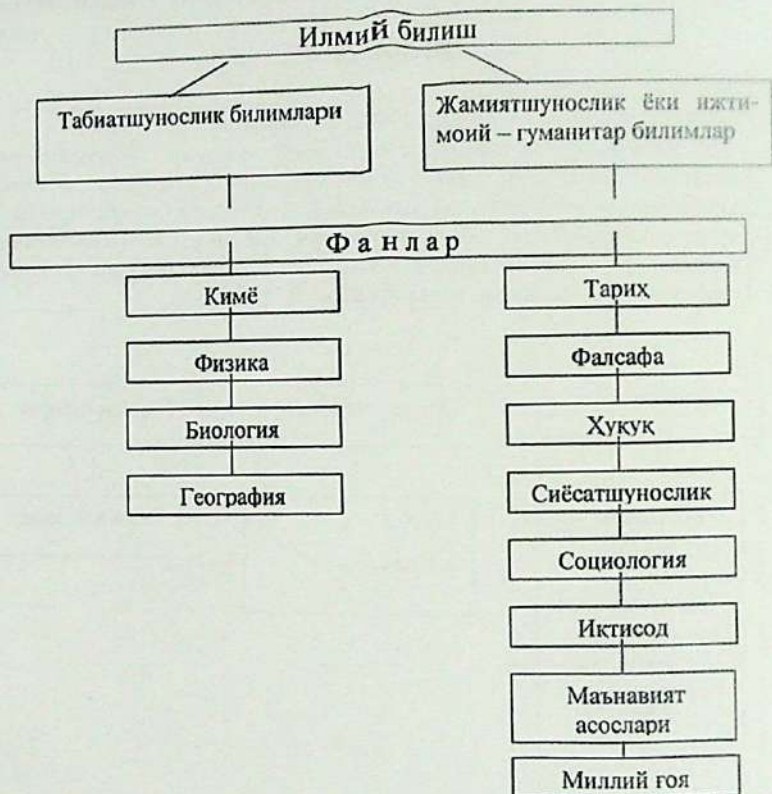 Илмий билиш
Табиатшунослик билимлари
Жамиятшунослик ёки ижти-
моий – гуманитар билимлар
Фанлар
Кимё
Физика
Биология
География
Тарих
Фалсафа
Ҳуқуқ
Сиёсатшунослик
Социология
Иқтисод
Маънавият
асослари
Миллий ғоя